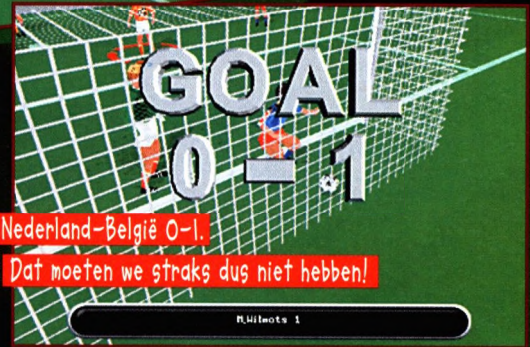 GOAL
0-1
Nederland-België 0-1.
Dat moeten we straks dus niet hebben!
M.Wilmots 1